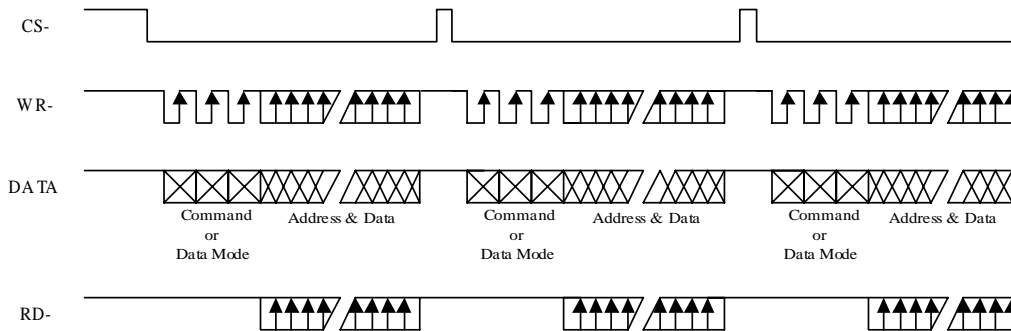 CS-
WR-
DATA
Command
or
Data Mode
Address & Data
Command
or
Data Mode
Address & Data
Command
or
Data Mode
Address & Data
RD-